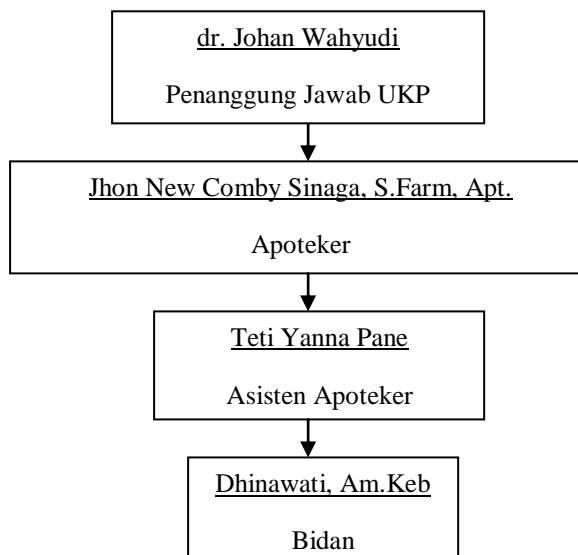 dr. Johan Wahyudi
Penanggung Jawab UKP
Jhon New Comby Sinaga, S.Farm, Apt.
Apoteker
Teti Yanna Pane
Asisten Apoteker
Dhinawati, Am.Keb
Bidan